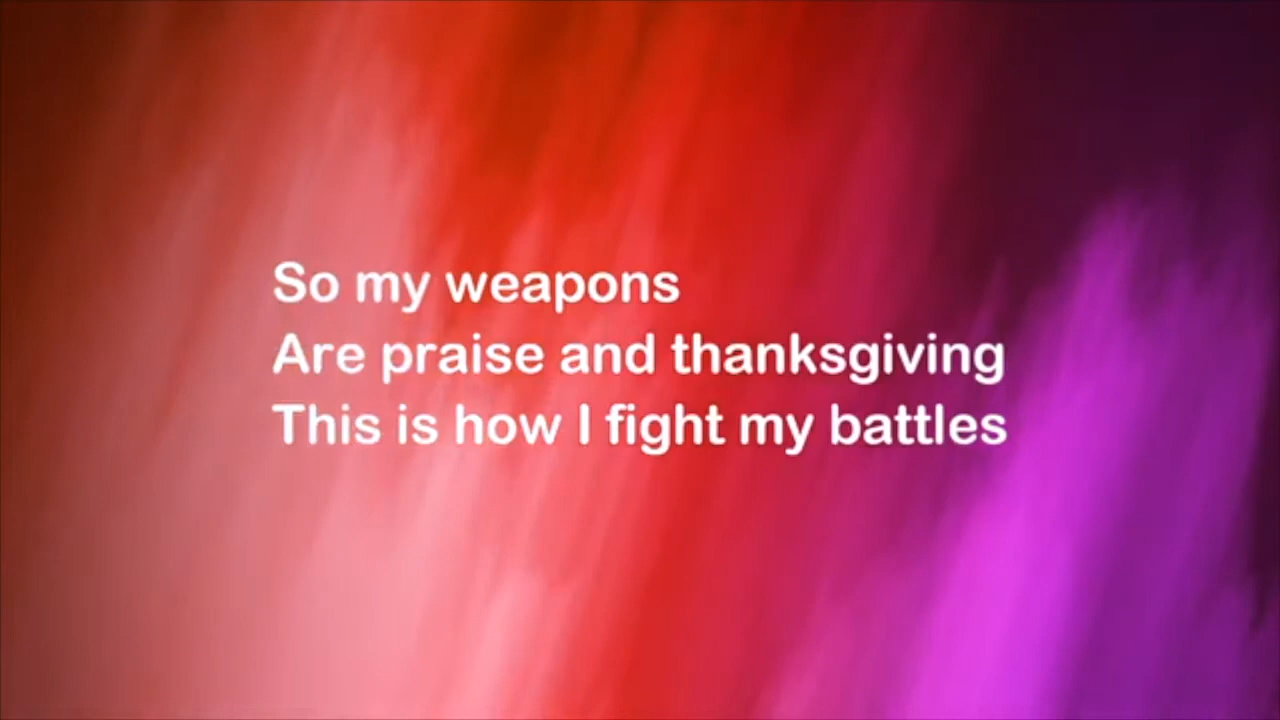 So my weapons
Are praise and thanksgiving
This is how I fight my battles